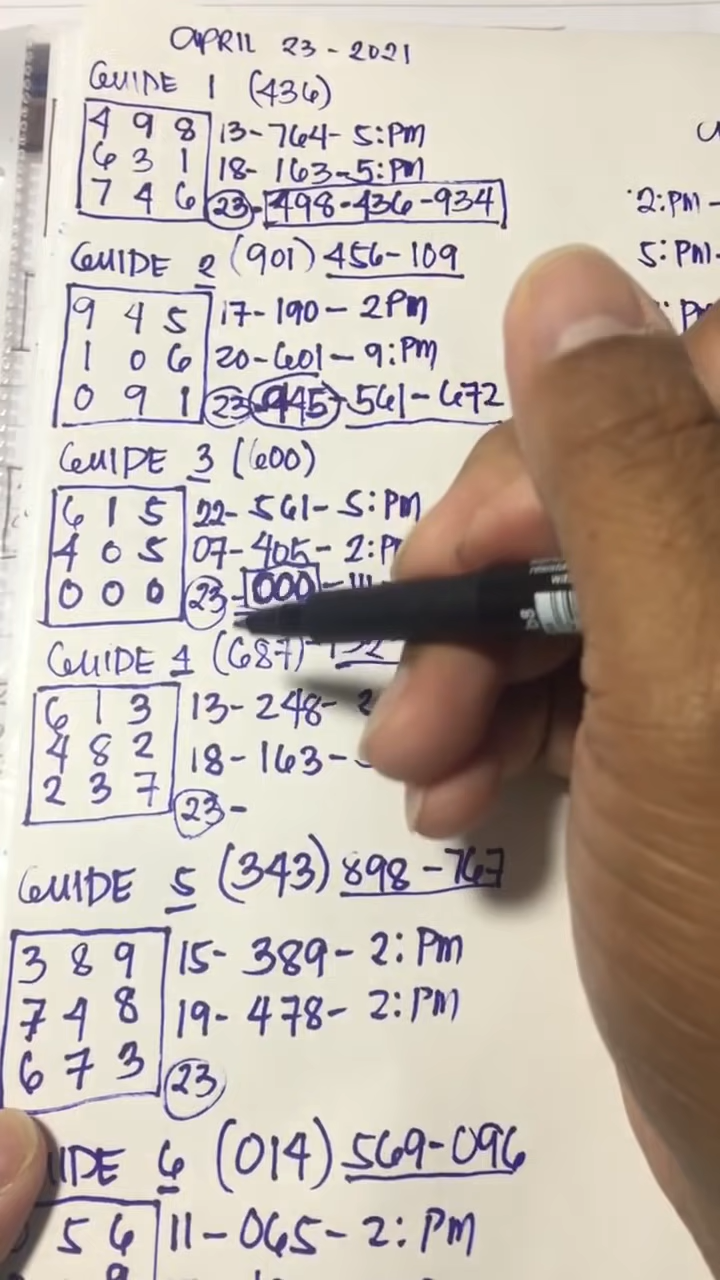 APRIL 23-2021
GUIDE 1 (436)
4 9 8 13-764-5:PM
6 3 1 18-163-5:PM
7 4 6 23-498-436-934
2:PM-
5:PM-
GUIDE 2 (901) 456-109
9 4 5 17-190-2PM
1 0 6 20-601-9:PM
0 9 1 23-945-561-672
GUIDE 3 (600)
6 1 5 22-561-5:PM
4 0 5 07-405-2:P
0 0 0 23-000-
GUIDE 4 (687)
6 1 3 13-248-
4 8 2 18-163-
2 3 7 23-
GUIDE 5 (343) 898-767
3 8 9 15-389-2:PM
7 4 8 19-478-2:PM
6 7 3 23
UIDE 6 (014) 569-096
5 6 11-065-2:PM